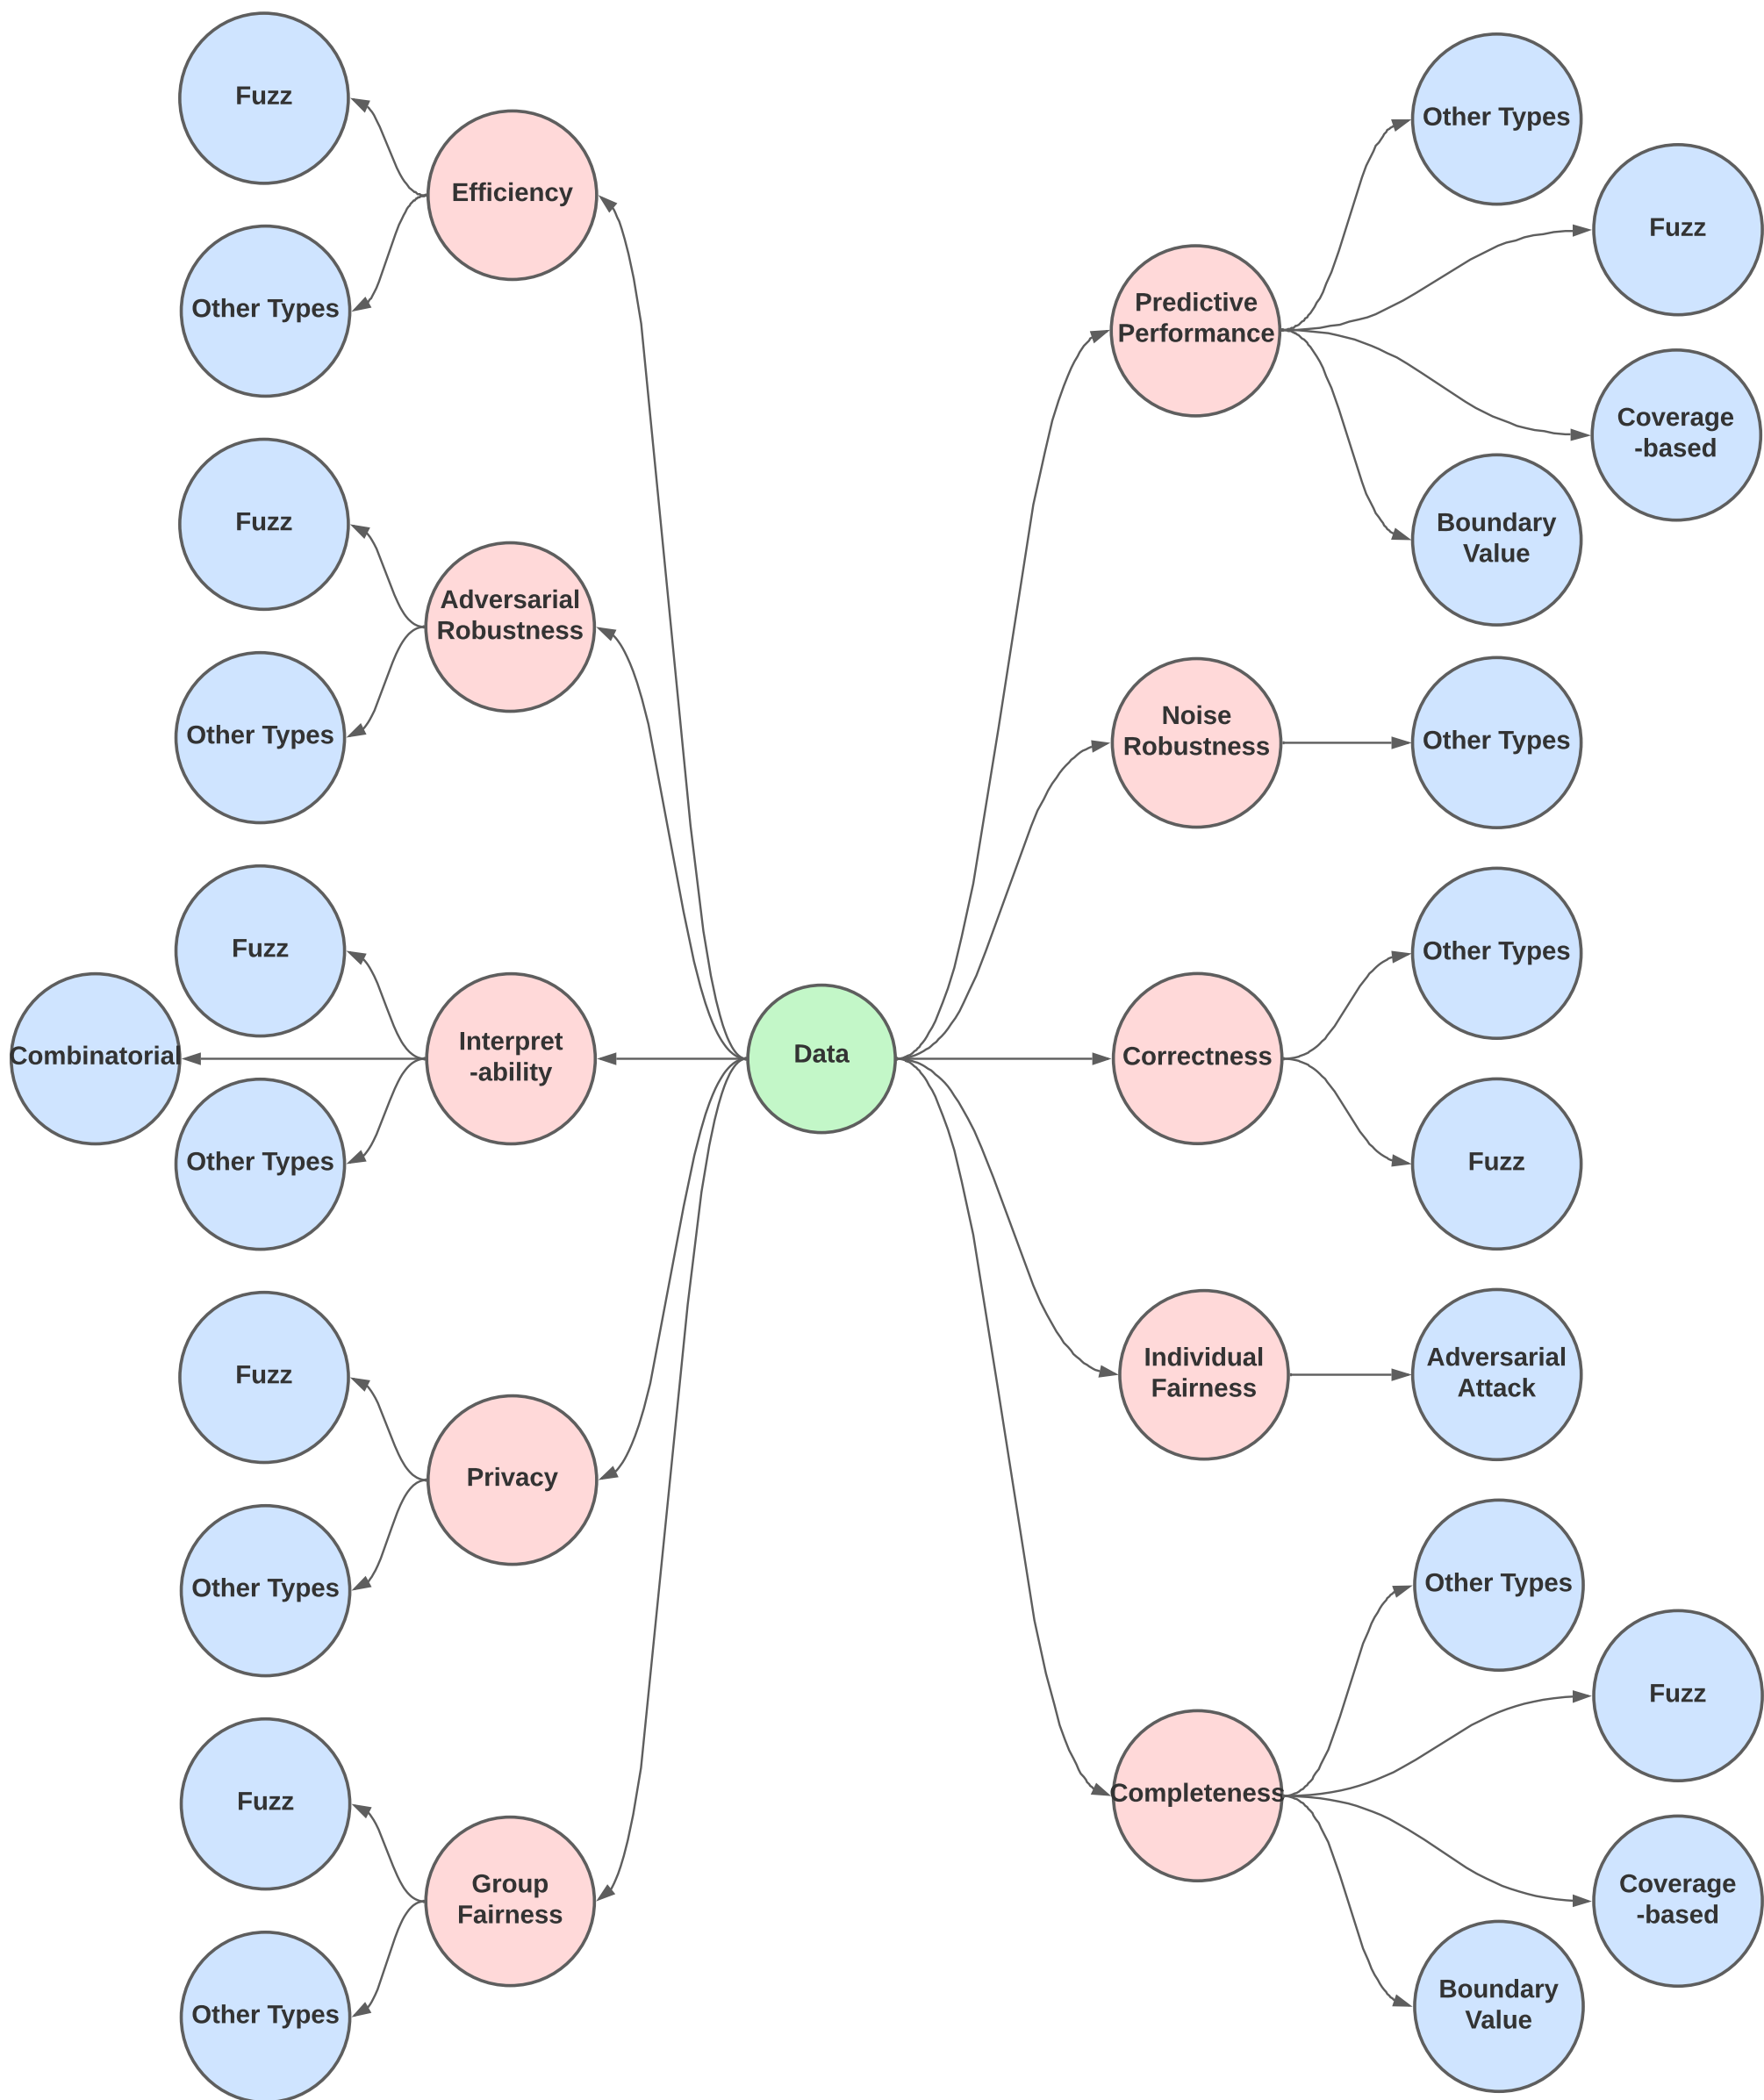 Fuzz
Efficiency
Other Types
Fuzz
Adversarial
Robustness
Other Types
Fuzz
Combinatorial
Interpret
-ability
Other Types
Fuzz
Privacy
Other Types
Fuzz
Group
Fairness
Other Types
Data
Other Types
Fuzz
Predictive
Performance
Coverage
-based
Boundary
Value
Noise
Robustness
Other Types
Other Types
Correctness
Fuzz
Individual
Fairness
Adversarial
Attack
Other Types
Fuzz
Completeness
Coverage
-based
Boundary
Value